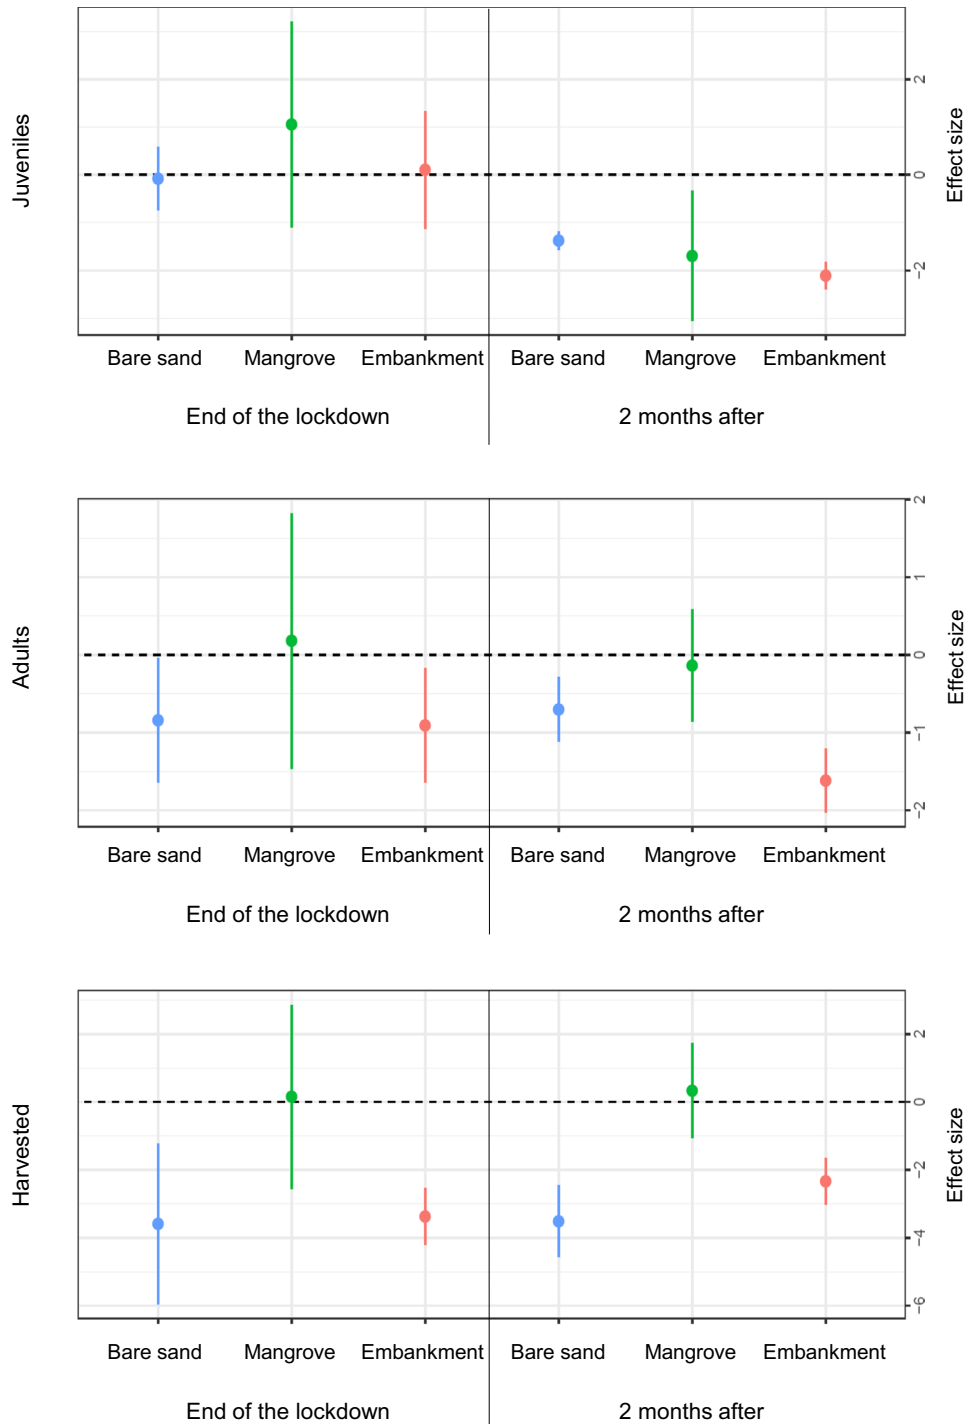 Juveniles
2
0
−2
Effect size
Bare sand Mangrove Embankment Bare sand Mangrove Embankment
End of the lockdown 2 months after
Adults
2
1
0
−1
−2
Effect size
Bare sand Mangrove Embankment Bare sand Mangrove Embankment
End of the lockdown 2 months after
Harvested
2
0
−2
−4
−6
Effect size
Bare sand Mangrove Embankment Bare sand Mangrove Embankment
End of the lockdown 2 months after